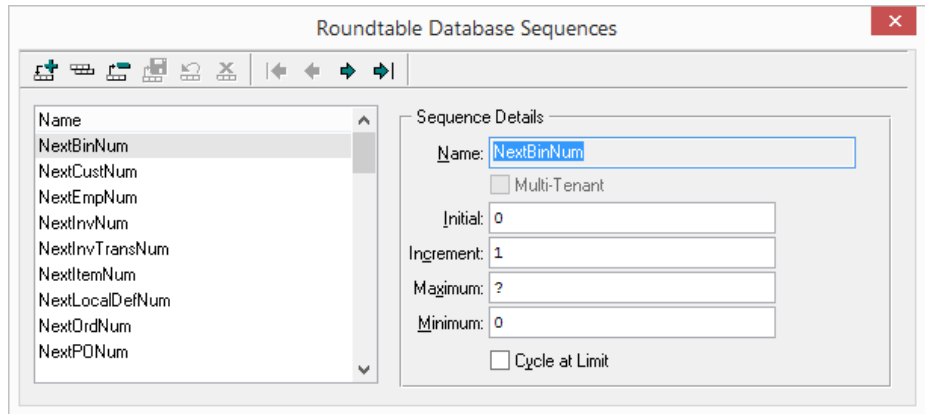 Roundtable Database Sequences
Name
NextBinNum
NextCustNum
NextEmpNum
NextInvNum
NextInvTransNum
NextItemNum
NextLocalDefNum
NextOrdNum
NextPONum
Sequence Details
Name: NextBinNum
Multi-Tenant
Initial: 0
Increment: 1
Maximum: ?
Minimum: 0
Cycle at Limit